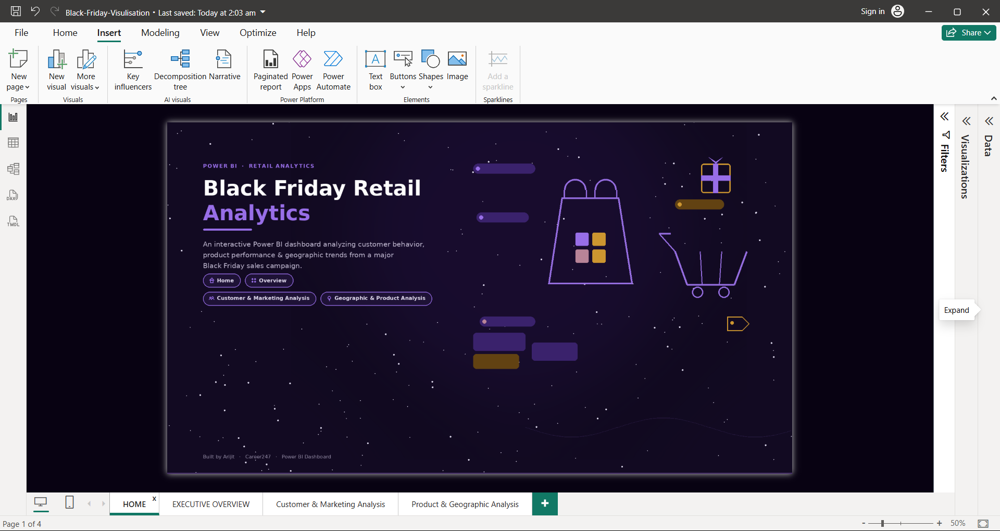 Black-Friday-Visulisation • Last saved: Today at 2:03 am
Sign in
File Home Insert Modeling View Optimize Help
Share
New page
Pages
New visual
More visuals
Visuals
Key influencers
Decomposition tree
Narrative
AI visuals
Paginated report
Power Apps
Power Automate
Power Platform
Text box
Buttons
Shapes
Image
Elements
Add a sparkline
Sparklines
DAX
TMDL
POWER BI · RETAIL ANALYTICS
Black Friday Retail
Analytics
An interactive Power BI dashboard analyzing customer behavior,
product performance & geographic trends from a major
Black Friday sales campaign.
Home Overview
Customer & Marketing Analysis Geographic & Product Analysis
Built by Arijit · Career247 · Power BI Dashboard
Filters
Visualizations
Data
Expand
HOME x EXECUTIVE OVERVIEW Customer & Marketing Analysis Product & Geographic Analysis +
Page 1 of 4
- + 50%